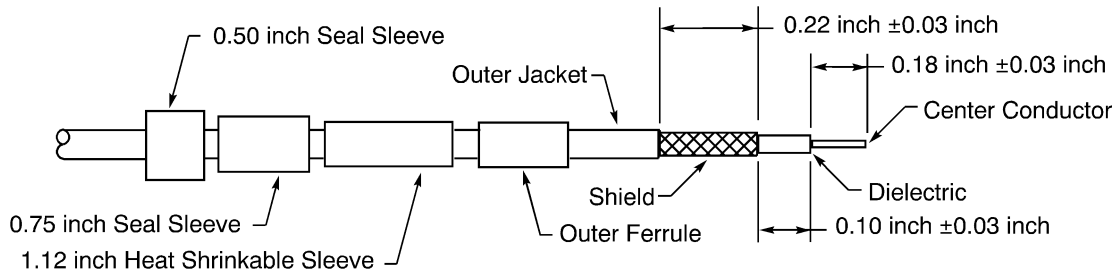 0.50 inch Seal Sleeve
0.22 inch ±0.03 inch
0.18 inch ±0.03 inch
Outer Jacket
Center Conductor
Shield
Dielectric
0.75 inch Seal Sleeve
Outer Ferrule
0.10 inch ±0.03 inch
1.12 inch Heat Shrinkable Sleeve